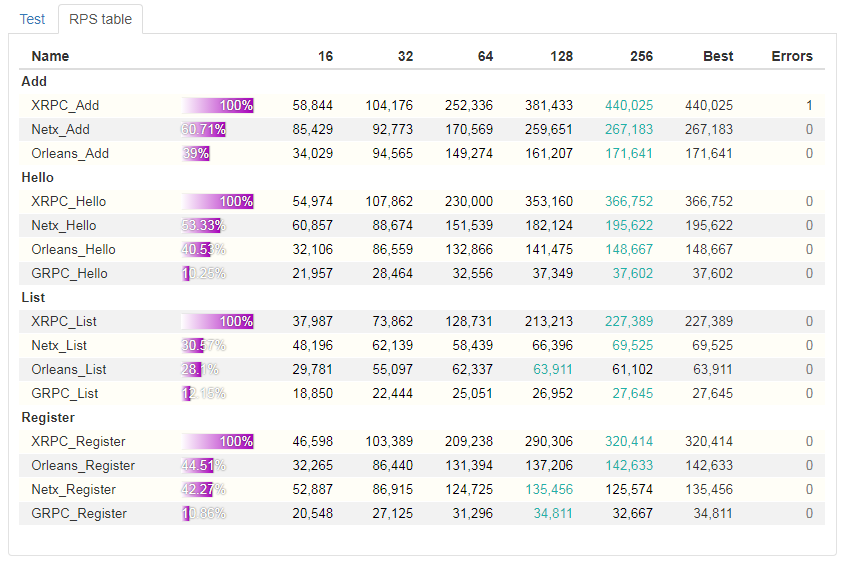 Test RPS table
Name 16 32 64 128 256 Best Errors
Add
XRPC_Add 100% 58,844 104,176 252,336 381,433 440,025 440,025 1
Netx_Add 60.71% 85,429 92,773 170,569 259,651 267,183 267,183 0
Orleans_Add 39% 34,029 94,565 149,274 161,207 171,641 171,641 0
Hello
XRPC_Hello 100% 54,974 107,862 230,000 353,160 366,752 366,752 0
Netx_Hello 53.33% 60,857 88,674 151,539 182,124 195,622 195,622 0
Orleans_Hello 40.53% 32,106 86,559 132,866 141,475 148,667 148,667 0
GRPC_Hello 10.25% 21,957 28,464 32,556 37,349 37,602 37,602 0
List
XRPC_List 100% 37,987 73,862 128,731 213,213 227,389 227,389 0
Netx_List 30.57% 48,196 62,139 58,439 66,396 69,525 69,525 0
Orleans_List 28.1% 29,781 55,097 62,337 63,911 61,102 63,911 0
GRPC_List 12.15% 18,850 22,444 25,051 26,952 27,645 27,645 0
Register
XRPC_Register 100% 46,598 103,389 209,238 290,306 320,414 320,414 0
Orleans_Register 44.51% 32,265 86,440 131,394 137,206 142,633 142,633 0
Netx_Register 42.27% 52,887 86,915 124,725 135,456 125,574 135,456 0
GRPC_Register 10.86% 20,548 27,125 31,296 34,811 32,667 34,811 0